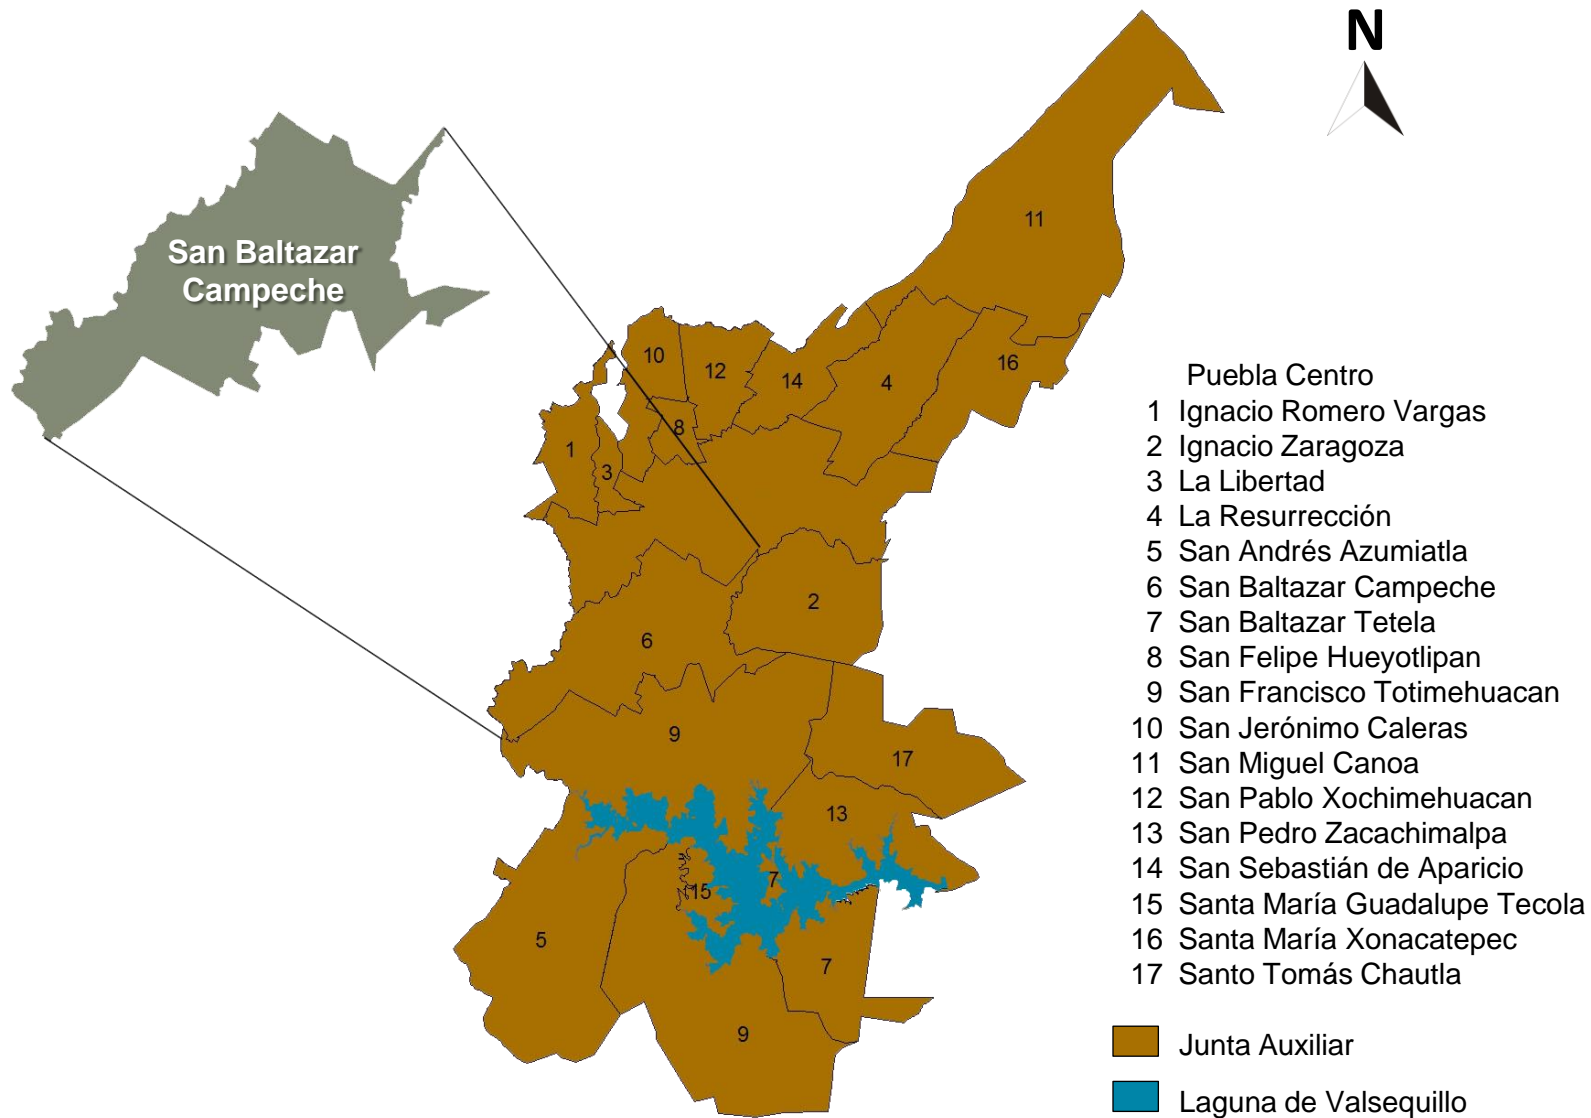 N
San Baltazar
Campeche
11
10
12
14
4
16
8
1
3
2
6
9
17
13
7
15
5
7
9
Puebla Centro
1 Ignacio Romero Vargas
2 Ignacio Zaragoza
3 La Libertad
4 La Resurrección
5 San Andrés Azumiatla
6 San Baltazar Campeche
7 San Baltazar Tetela
8 San Felipe Hueyotlipan
9 San Francisco Totimehuacan
10 San Jerónimo Caleras
11 San Miguel Canoa
12 San Pablo Xochimehuacan
13 San Pedro Zacachimalpa
14 San Sebastián de Aparicio
15 Santa María Guadalupe Tecola
16 Santa María Xonacatepec
17 Santo Tomás Chautla
Junta Auxiliar
Laguna de Valsequillo